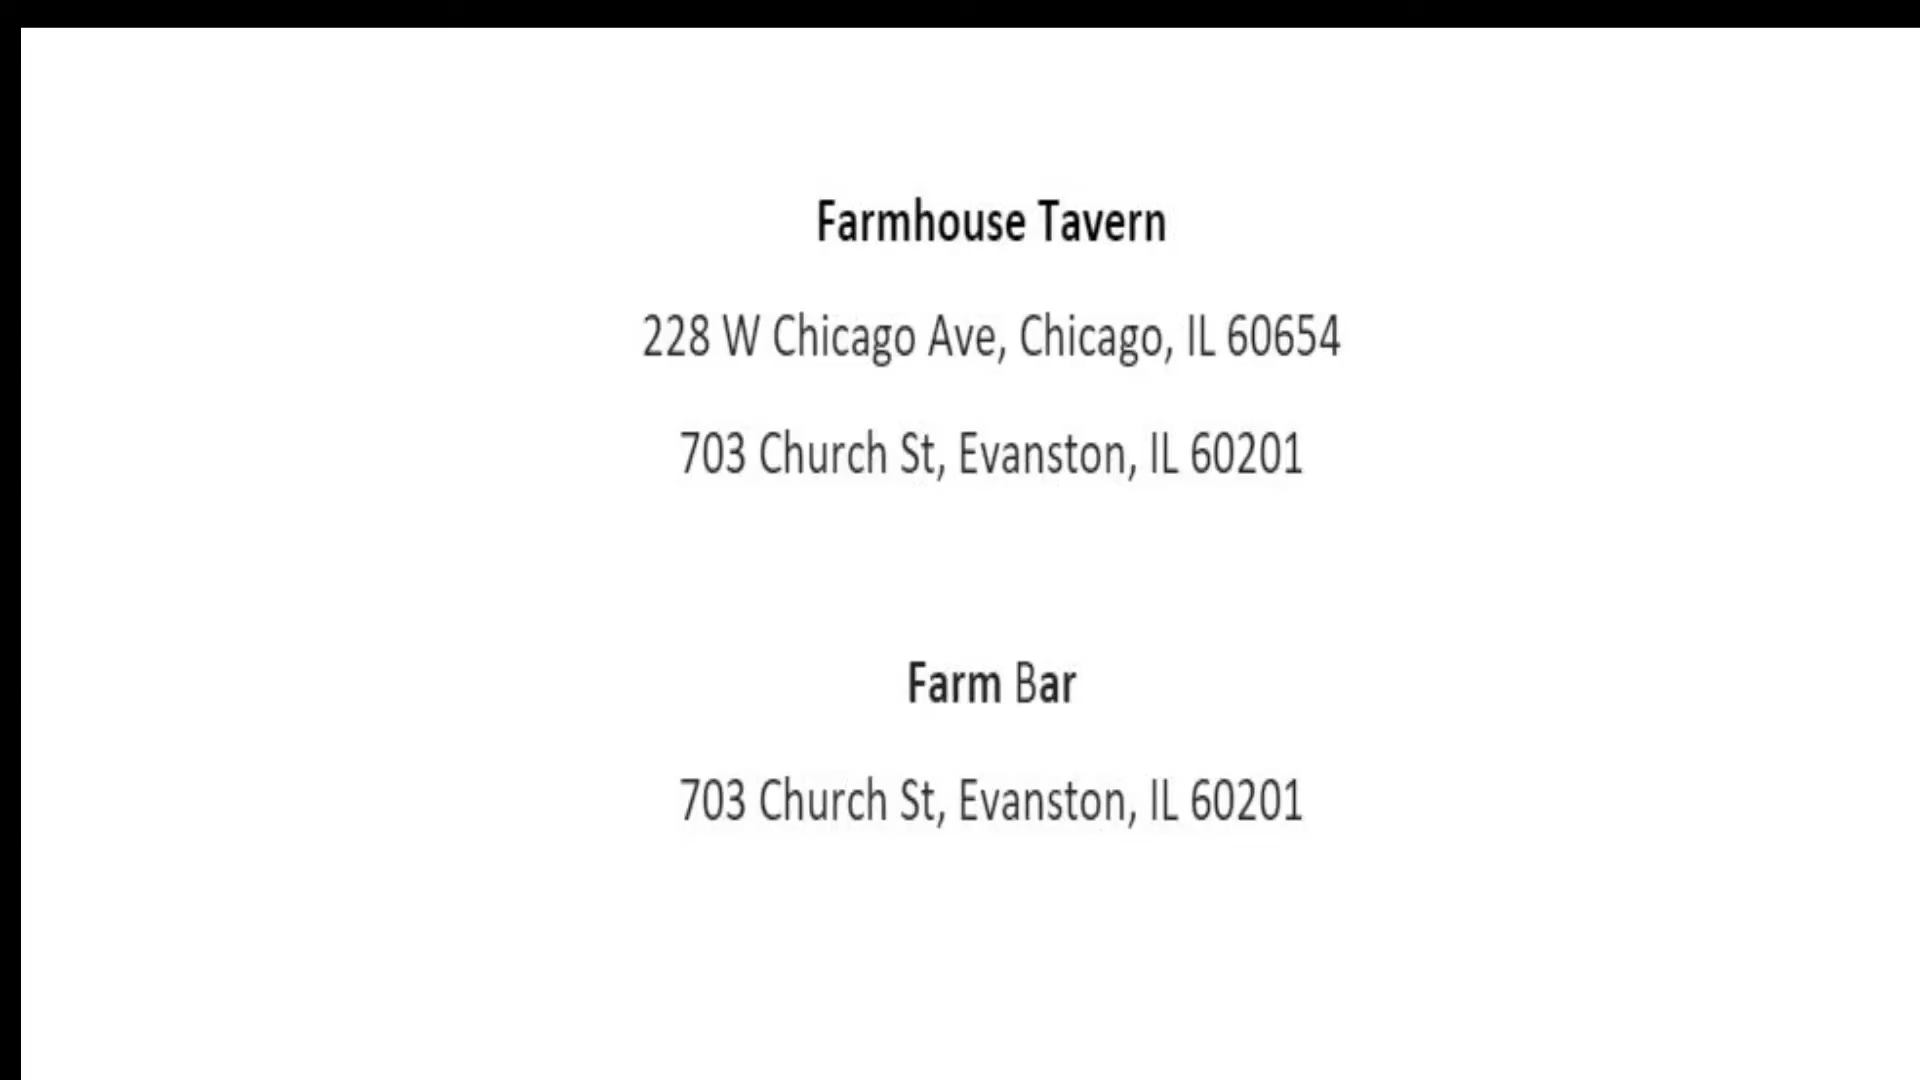 Farmhouse Tavern
228 W Chicago Ave, Chicago, IL 60654
703 Church St, Evanston, IL 60201
Farm Bar
703 Church St, Evanston, IL 60201